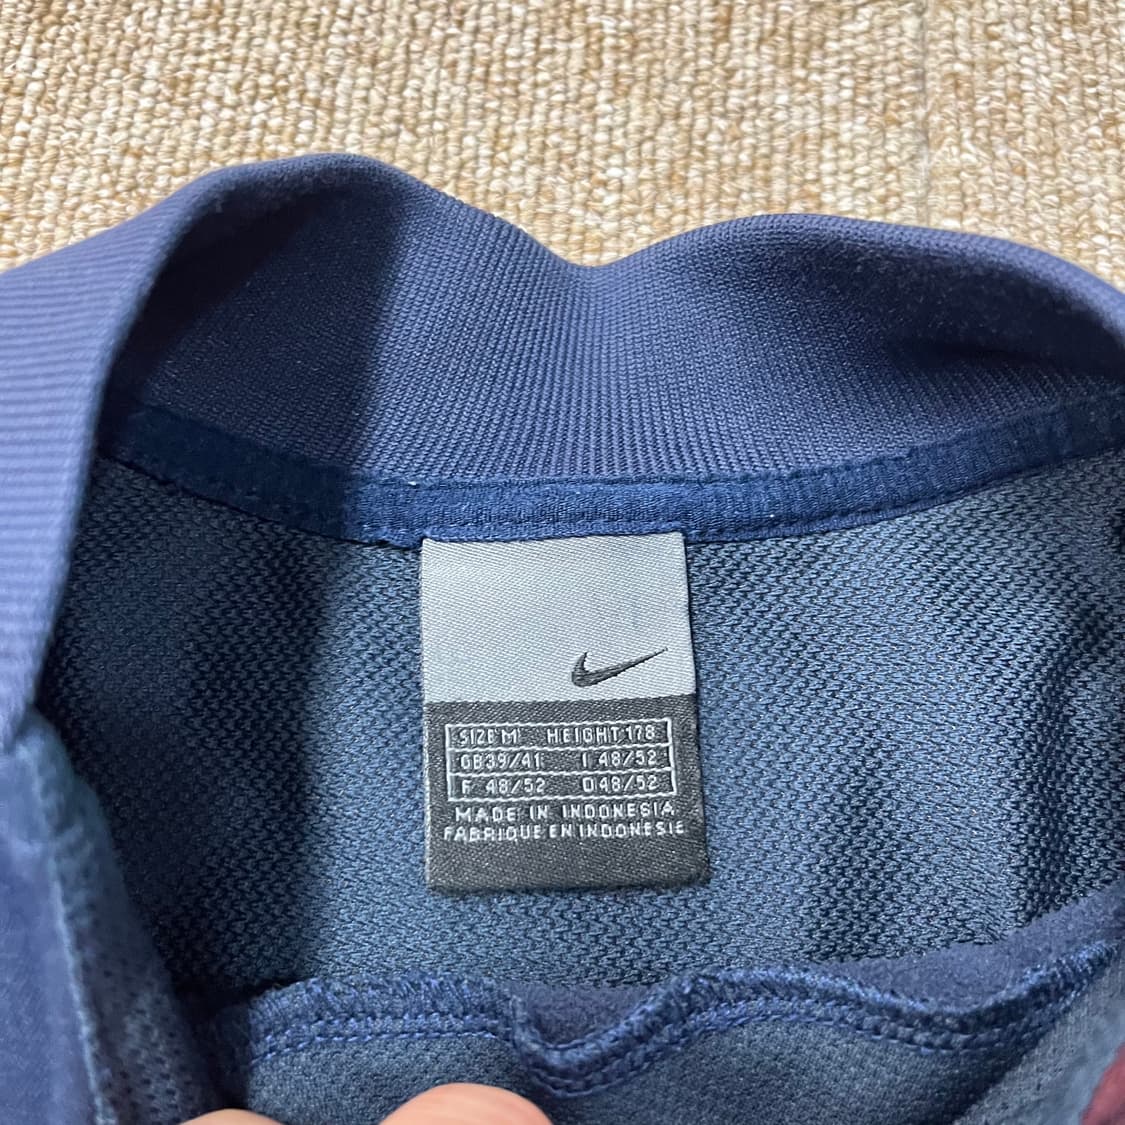 SIZE M HEIGHT 178
GB 39/41 I 48/52
F 48/52 D 48/52
MADE IN INDONESIA
FABRIQUE EN INDONESIE